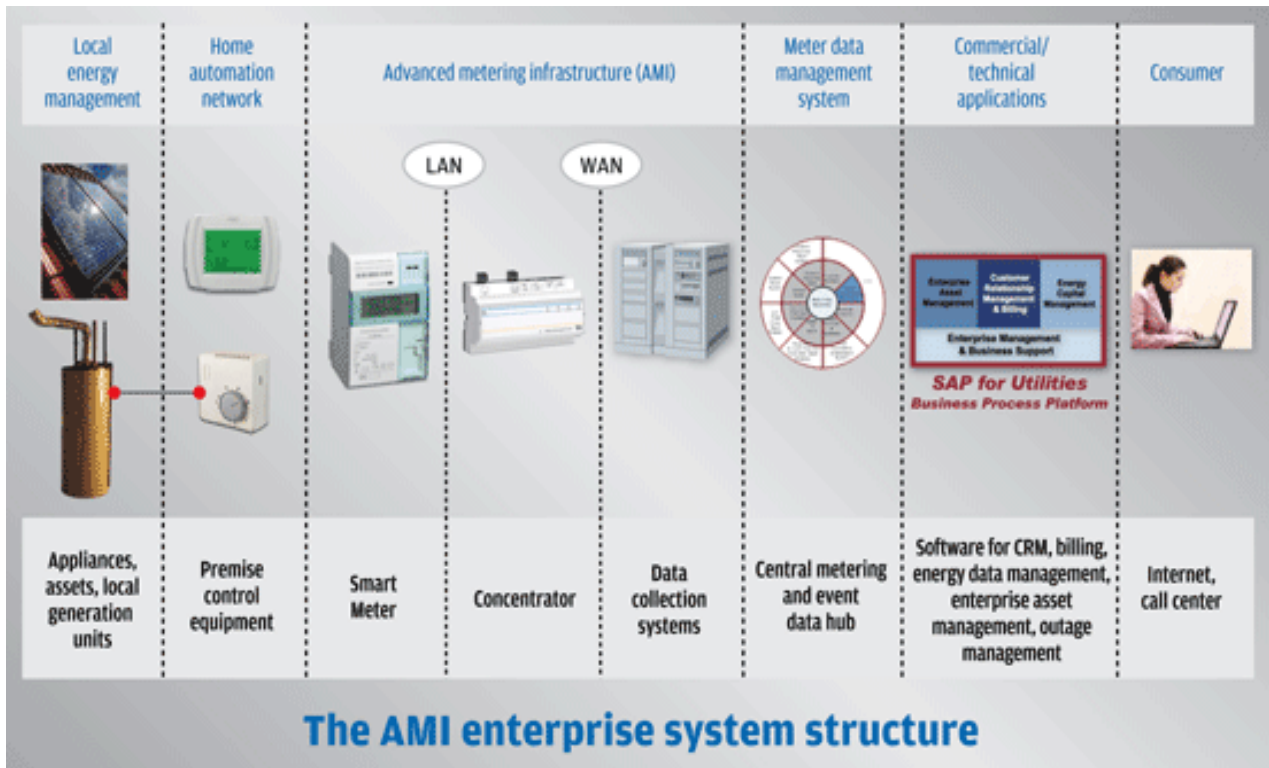 Local
energy
management
Home
automation
network
Advanced metering infrastructure (AMI)
Meter data
management
system
Commercial/
technical
applications
Consumer
LAN
WAN
Enterprise
Asset
Management
Customer
Relationship
Management
& Billing
Energy
Capital
Management
Enterprise Management
& Business Support
SAP for Utilities
Business Process Platform
Appliances,
assets, local
generation
units
Premise
control
equipment
Smart
Meter
Concentrator
Data
collection
systems
Central metering
and event
data hub
Software for CRM, billing,
energy data management,
enterprise asset
management, outage
management
Internet,
call center
The AMI enterprise system structure